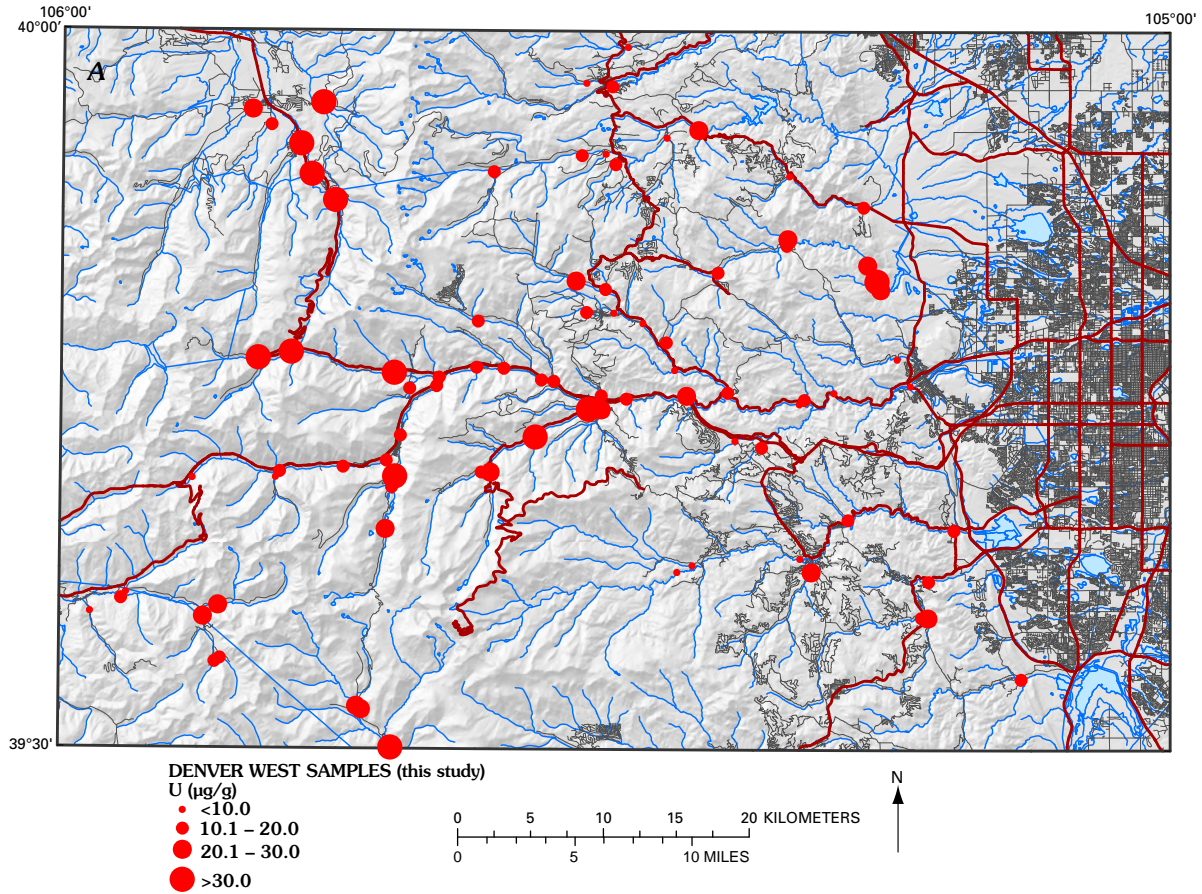 106°00'
40°00'
105°00'
A
39°30'
DENVER WEST SAMPLES (this study)
U (µg/g)
<10.0
10.1 – 20.0
20.1 – 30.0
>30.0
0 5 10 15 20 KILOMETERS
0 5 10 MILES
N